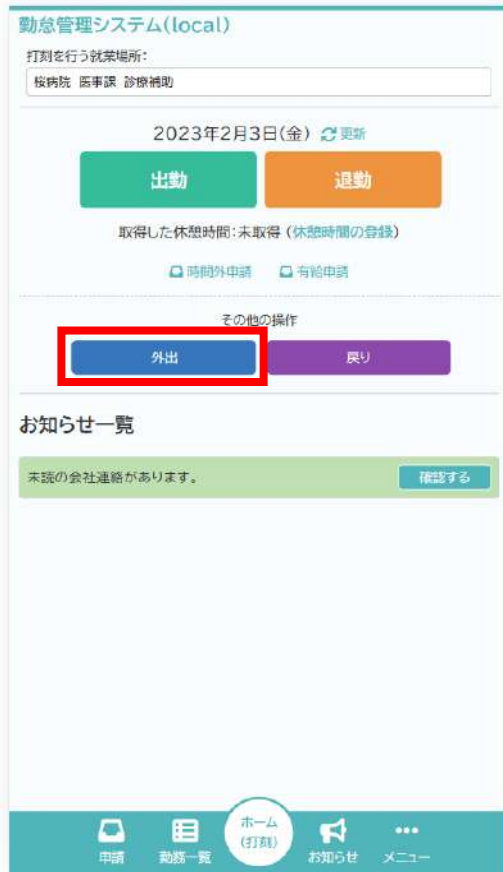 勤怠管理システム(local)
打刻を行う就業場所:
桜病院 医事課 診療補助
2023年2月3日(金) 更新
出勤 退勤
取得した休憩時間:未取得 (休憩時間の登録)
時間外申請 有給申請
その他の操作
外出 戻り
お知らせ一覧
未読の会社連絡があります。 確認する
ホーム
(打刻)
申請 勤務一覧 お知らせ メニュー